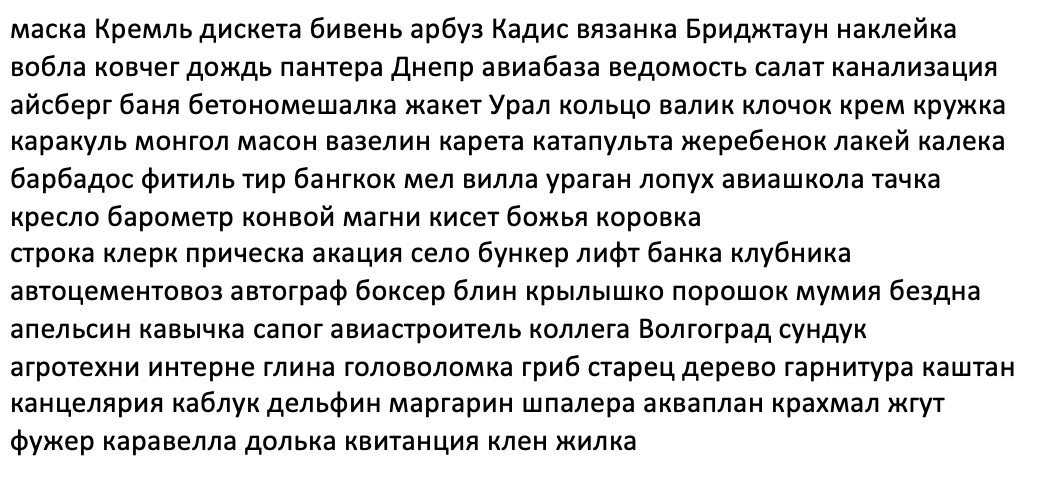 маска Кремль дискета бивень арбуз Кадис вязанка Бриджтаун наклейка
вобла ковчег дождь пантера Днепр авиабаза ведомость салат канализация
айсберг баня бетономешалка жакет Урал кольцо валик клочок крем кружка
каракуль монгол масон вазелин карета катапульта жеребенок лакей калека
барбадос фитиль тир бангкок мел вилла ураган лопух авиашкола тачка
кресло барометр конвой магни кисет божья коровка
строка клерк прическа акация село бункер лифт банка клубника
автоцементовоз автограф боксер блин крылышко порошок мумия бездна
апельсин кавычка сапог авиастроитель коллега Волгоград сундук
агротехни интерне глина головоломка гриб старец дерево гарнитура каштан
канцелярия каблук дельфин маргарин шпалера акваплан крахмал жгут
фужер каравелла долька квитанция клен жилка